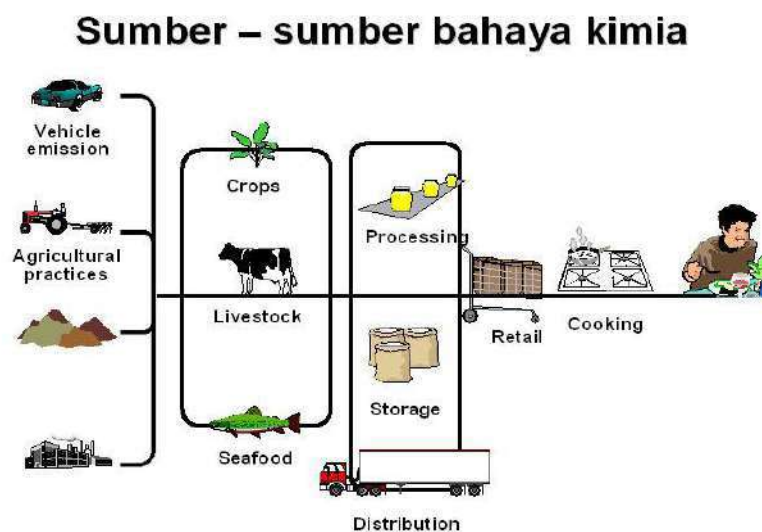 Sumber – sumber bahaya kimia
Vehicle
emission
Agricultural
practices
Crops
Livestock
Seafood
Processing
Storage
Distribution
Retail
Cooking